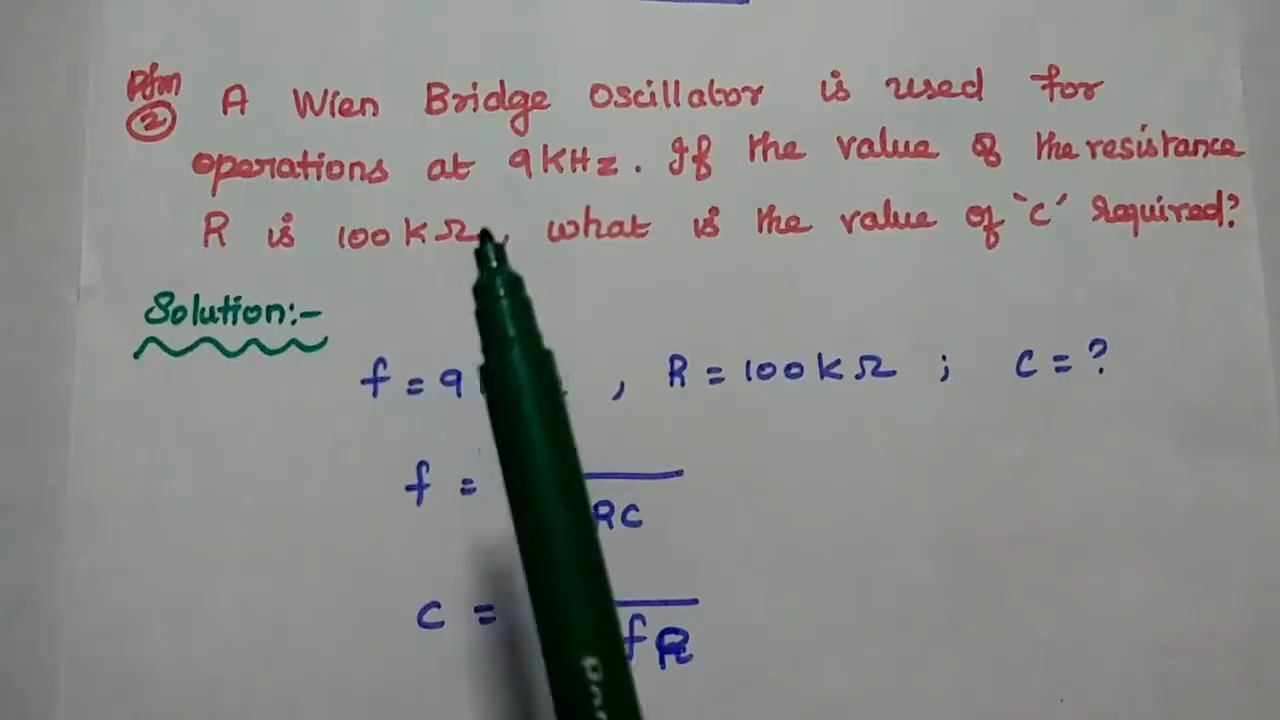 Pbm
② A Wien Bridge oscillator is used for
operations at 9KHz. If the value of the resistance
R is 100KΩ, what is the value of 'c' required?
Solution:-
f = 9 , R = 100KΩ ; C = ?
f =
RC
C =
fR